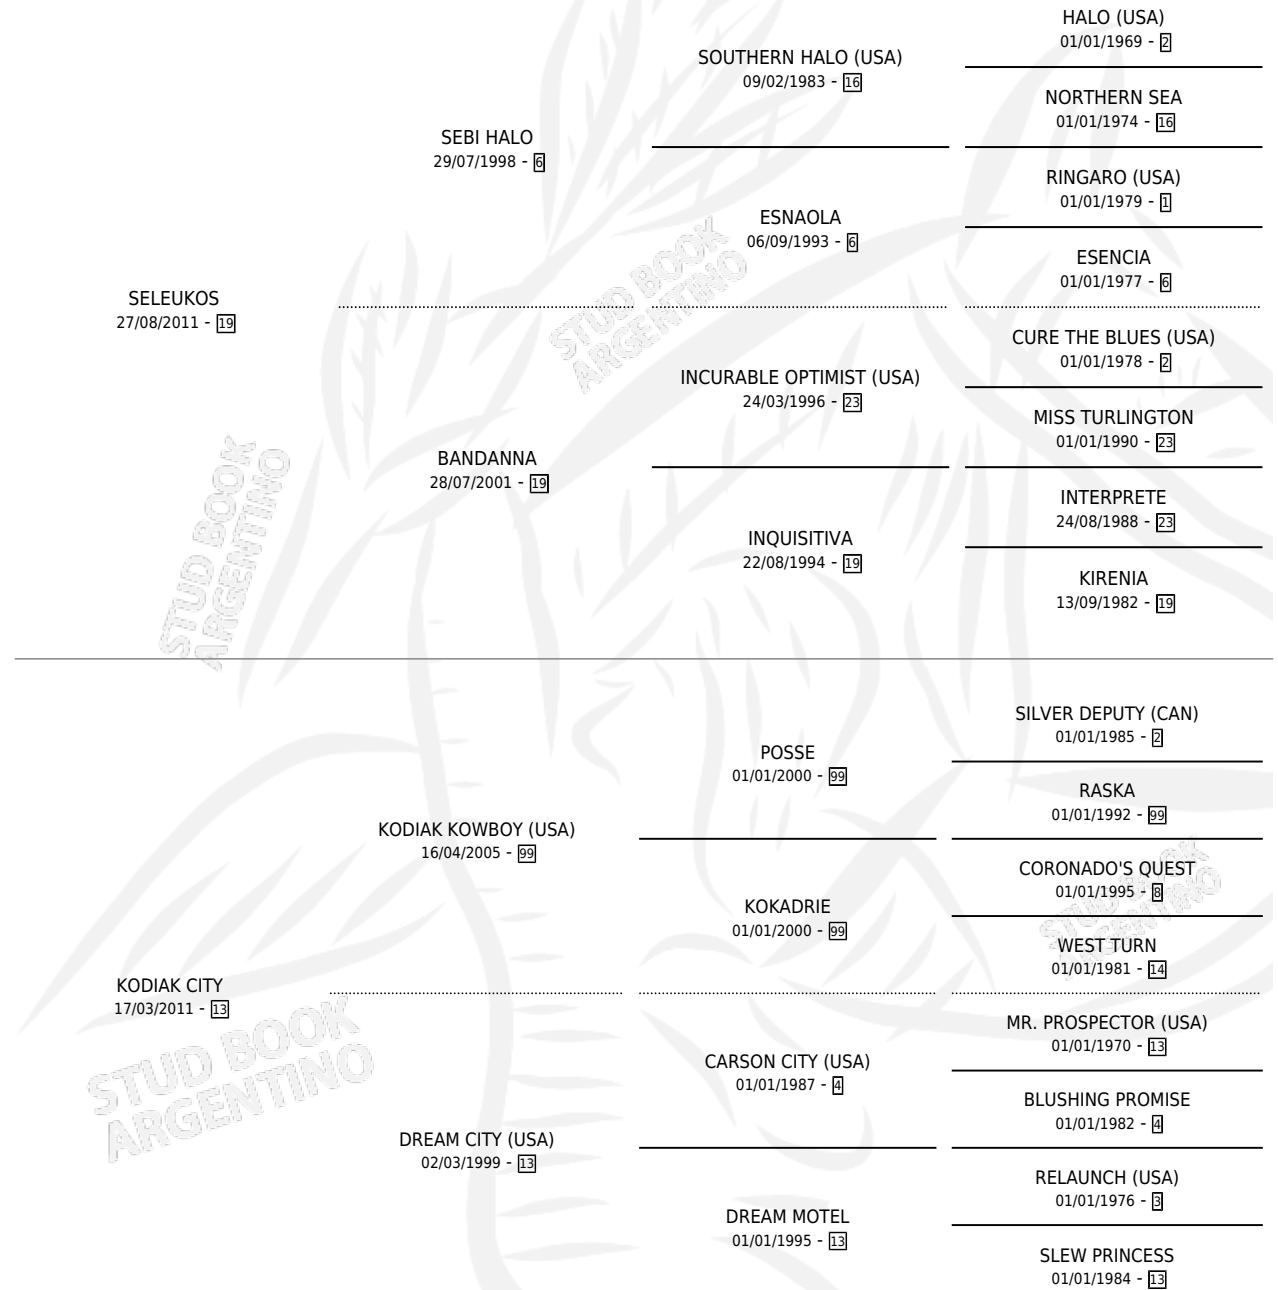 HALO (USA)
01/01/1969 - 2
SOUTHERN HALO (USA)
09/02/1983 - 16
NORTHERN SEA
01/01/1974 - 16
SEBI HALO
29/07/1998 - 6
RINGARO (USA)
01/01/1979 - 1
ESNAOLA
06/09/1993 - 6
ESENCIA
01/01/1977 - 6
SELEUKOS
27/08/2011 - 19
STUD BOOK
ARGENTINO
CURE THE BLUES (USA)
01/01/1978 - 2
INCURABLE OPTIMIST (USA)
24/03/1996 - 23
MISS TURLINGTON
01/01/1990 - 23
BANDANNA
28/07/2001 - 19
INTERPRETE
24/08/1988 - 23
INQUISITIVA
22/08/1994 - 19
KIRENIA
13/09/1982 - 19
STUD BOOK
ARGENTINO
SILVER DEPUTY (CAN)
01/01/1985 - 2
POSSE
01/01/2000 - 99
RASKA
01/01/1992 - 99
KODIAK KOWBOY (USA)
16/04/2005 - 99
CORONADO'S QUEST
01/01/1995 - 8
KOKADRIE
01/01/2000 - 99
WEST TURN
01/01/1981 - 14
STUD BOOK
ARGENTINO
KODIAK CITY
17/03/2011 - 13
MR. PROSPECTOR (USA)
01/01/1970 - 13
CARSON CITY (USA)
01/01/1987 - 4
BLUSHING PROMISE
01/01/1982 - 4
STUD BOOK
ARGENTINO
DREAM CITY (USA)
02/03/1999 - 13
RELAUNCH (USA)
01/01/1976 - 3
DREAM MOTEL
01/01/1995 - 13
SLEW PRINCESS
01/01/1984 - 13